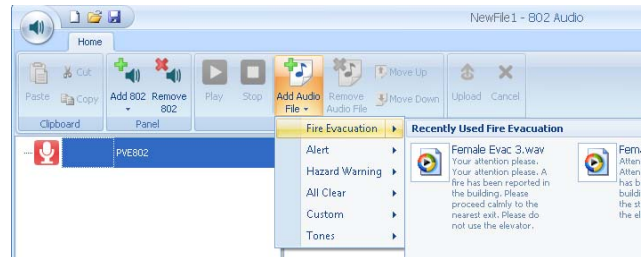 NewFile1 - 802 Audio
Home
Paste
Cut
Copy
Clipboard
Add 802
Remove
802
Panel
Play
Stop
Add Audio
File
Remove
Audio File
Move Up
Move Down
Upload
Cancel
PVE802
Fire Evacuation
Alert
Hazard Warning
All Clear
Custom
Tones
Recently Used Fire Evacuation
Female Evac 3.wav
Your attention please.
Your attention please. A
fire has been reported in
the building. Please
proceed calmly to the
nearest exit. Please do
not use the elevator.